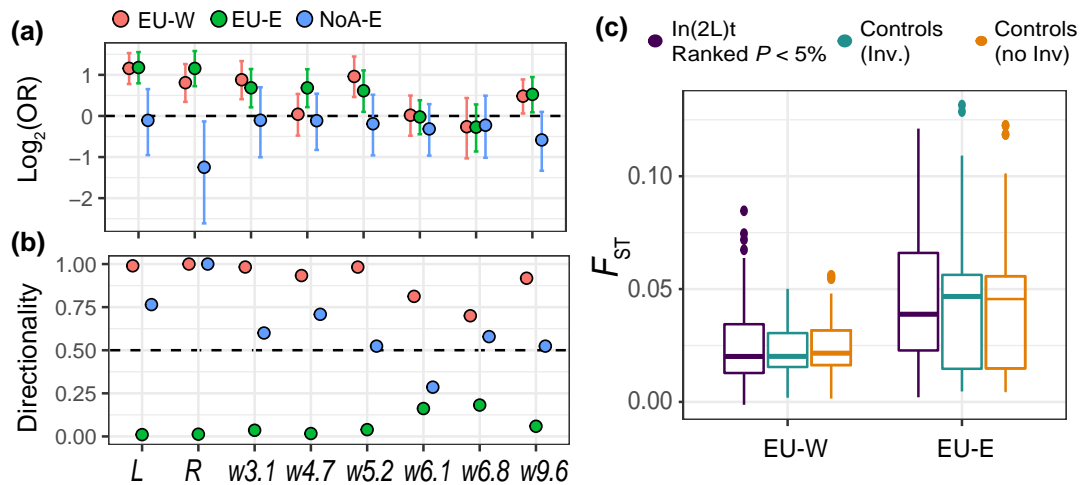 (a) EU-W EU-E NoA-E
Log2(OR)
1
0
−1
−2
(b)
Directionality
1.00
0.75
0.50
0.25
0.00
L R w3.1 w4.7 w5.2 w6.1 w6.8 w9.6
(c)
In(2L)t
Ranked P < 5%
Controls
(Inv.)
Controls
(no Inv)
FST
0.10
0.05
0.00
EU-W EU-E